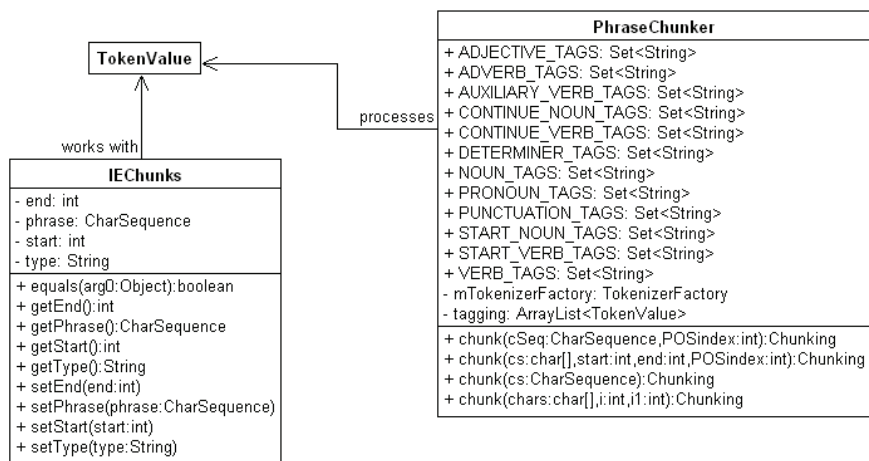 TokenValue
works with
processes
IEChunks
- end: int
- phrase: CharSequence
- start: int
- type: String
+ equals(arg0:Object):boolean
+ getEnd():int
+ getPhrase():CharSequence
+ getStart():int
+ getType():String
+ setEnd(end:int)
+ setPhrase(phrase:CharSequence)
+ setStart(start:int)
+ setType(type:String)
PhraseChunker
+ ADJECTIVE_TAGS: Set<String>
+ ADVERB_TAGS: Set<String>
+ AUXILIARY_VERB_TAGS: Set<String>
+ CONTINUE_NOUN_TAGS: Set<String>
+ CONTINUE_VERB_TAGS: Set<String>
+ DETERMINER_TAGS: Set<String>
+ NOUN_TAGS: Set<String>
+ PRONOUN_TAGS: Set<String>
+ PUNCTUATION_TAGS: Set<String>
+ START_NOUN_TAGS: Set<String>
+ START_VERB_TAGS: Set<String>
+ VERB_TAGS: Set<String>
- mTokenizerFactory: TokenizerFactory
- tagging: ArrayList<TokenValue>
+ chunk(cSeq:CharSequence,POSindex:int):Chunking
+ chunk(cs:char[],start:int,end:int,POSindex:int):Chunking
+ chunk(cs:CharSequence):Chunking
+ chunk(chars:char[],i:int,i1:int):Chunking